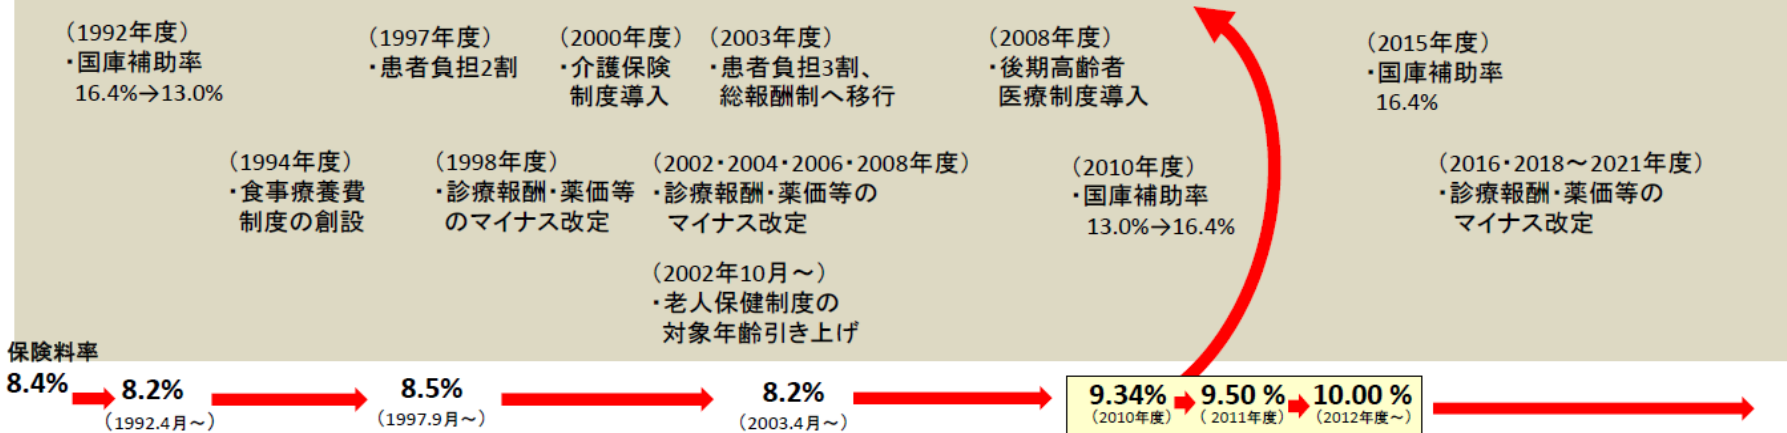 (1992年度)
・国庫補助率
16.4%→13.0%
(1997年度)
・患者負担2割
(2000年度)
・介護保険
制度導入
(2003年度)
・患者負担3割、
総報酬制へ移行
(2008年度)
・後期高齢者
医療制度導入
(2015年度)
・国庫補助率
16.4%
(1994年度)
・食事療養費
制度の創設
(1998年度)
・診療報酬・薬価等
のマイナス改定
(2002・2004・2006・2008年度)
・診療報酬・薬価等の
マイナス改定
(2010年度)
・国庫補助率
13.0%→16.4%
(2016・2018～2021年度)
・診療報酬・薬価等の
マイナス改定
(2002年10月～)
・老人保健制度の
対象年齢引き上げ
保険料率
8.4%
8.2%
(1992.4月～)
8.5%
(1997.9月～)
8.2%
(2003.4月～)
9.34%
(2010年度)
9.50 %
( 2011年度)
10.00 %
(2012年度～)